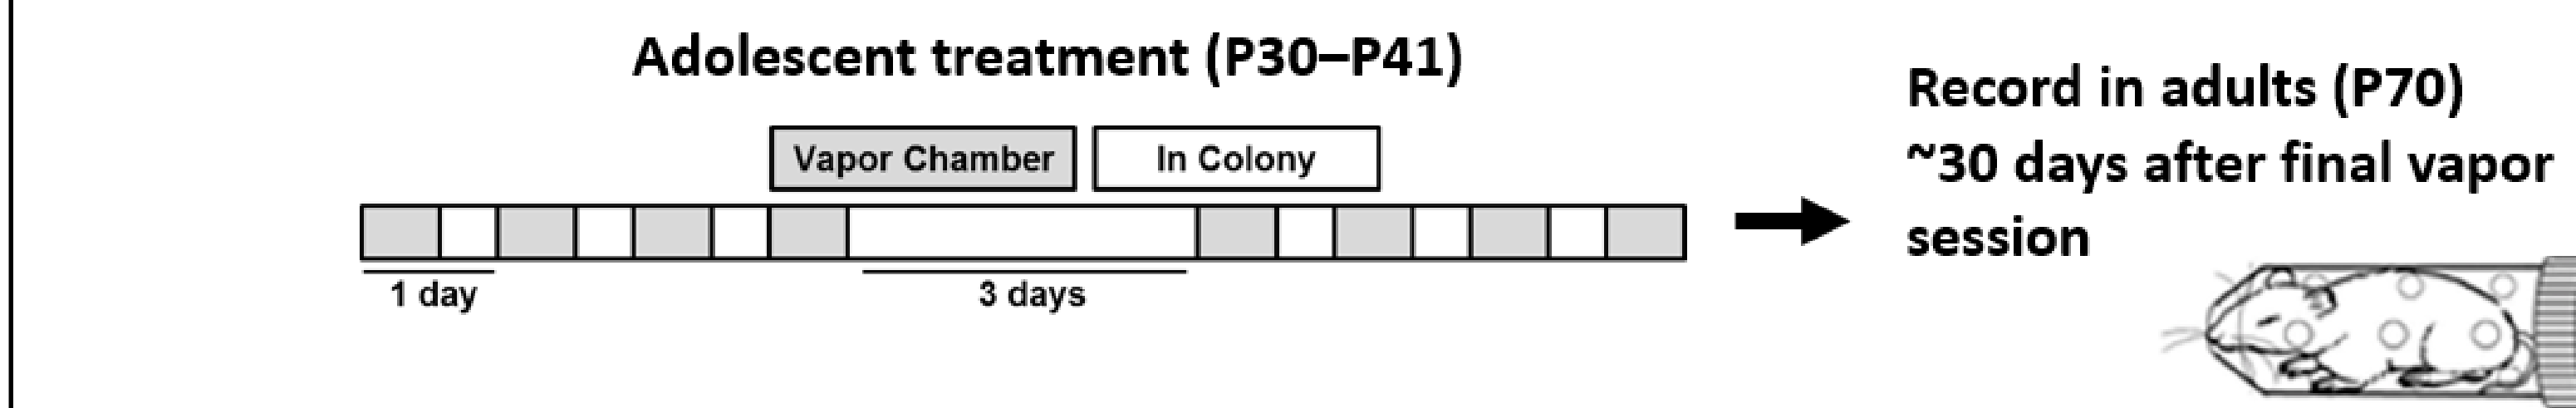 Adolescent treatment (P30–P41)
Vapor Chamber
In Colony
1 day
3 days
Record in adults (P70)
~30 days after final vapor
session